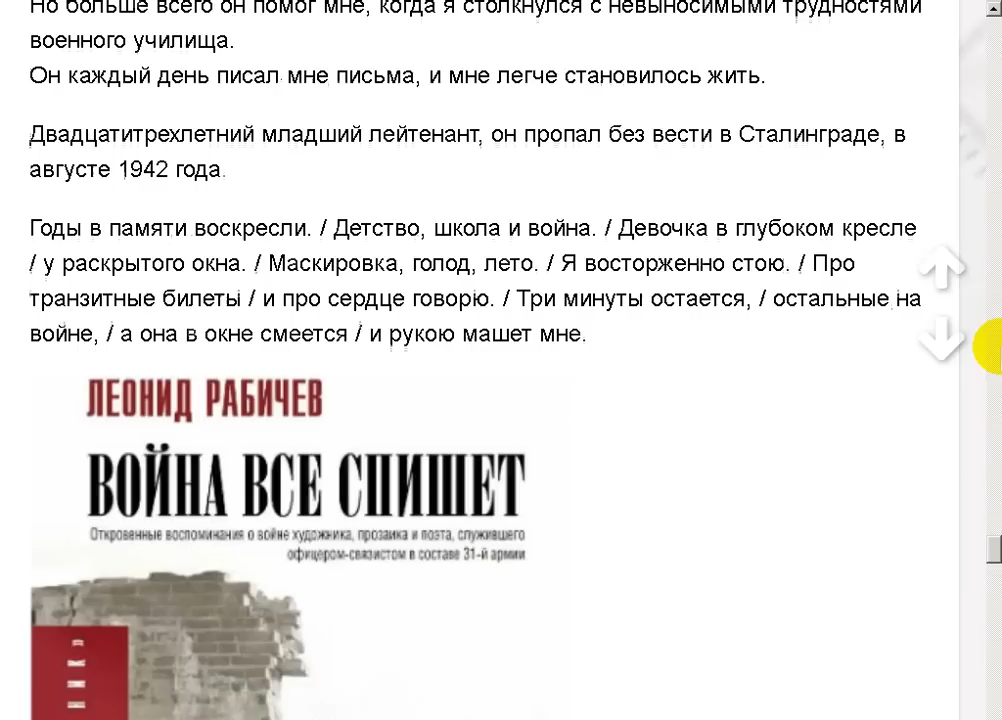 Но больше всего он помог мне, когда я столкнулся с невыносимыми трудностями
военного училища.
Он каждый день писал мне письма, и мне легче становилось жить.
Двадцатитрехлетний младший лейтенант, он пропал без вести в Сталинграде, в
августе 1942 года.
Годы в памяти воскресли. / Детство, школа и война. / Девочка в глубоком кресле
/ у раскрытого окна. / Маскировка, голод, лето. / Я восторженно стою. / Про
транзитные билеты / и про сердце говорю. / Три минуты остается, / остальные на
войне, / а она в окне смеется / и рукою машет мне.
ЛЕОНИД РАБИЧЕВ
ВОЙНА ВСЕ СПИШЕТ
Откровенные воспоминания о войне художника, прозаика и поэта, служившего
офицером-связистом в составе 31-й армии